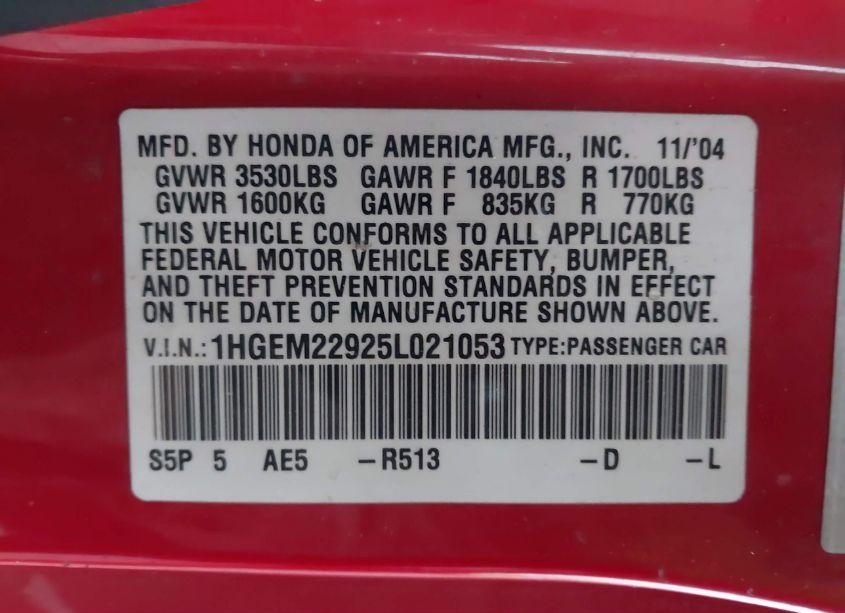 MFD. BY HONDA OF AMERICA MFG., INC. 11/'04
GVWR 3530LBS GAWR F 1840LBS R 1700LBS
GVWR 1600KG GAWR F 835KG R 770KG
THIS VEHICLE CONFORMS TO ALL APPLICABLE
FEDERAL MOTOR VEHICLE SAFETY, BUMPER,
AND THEFT PREVENTION STANDARDS IN EFFECT
ON THE DATE OF MANUFACTURE SHOWN ABOVE.
V.I.N.: 1HGEM22925L021053 TYPE:PASSENGER CAR
S5P 5 AE5 -R513 -D -L